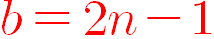 b = 2n − 1